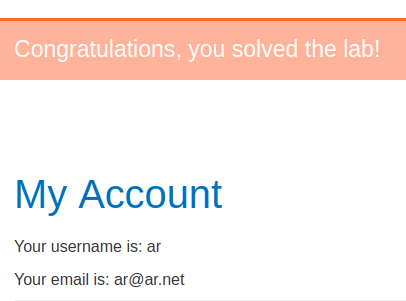 Congratulations, you solved the lab!
My Account
Your username is: ar
Your email is: ar@ar.net